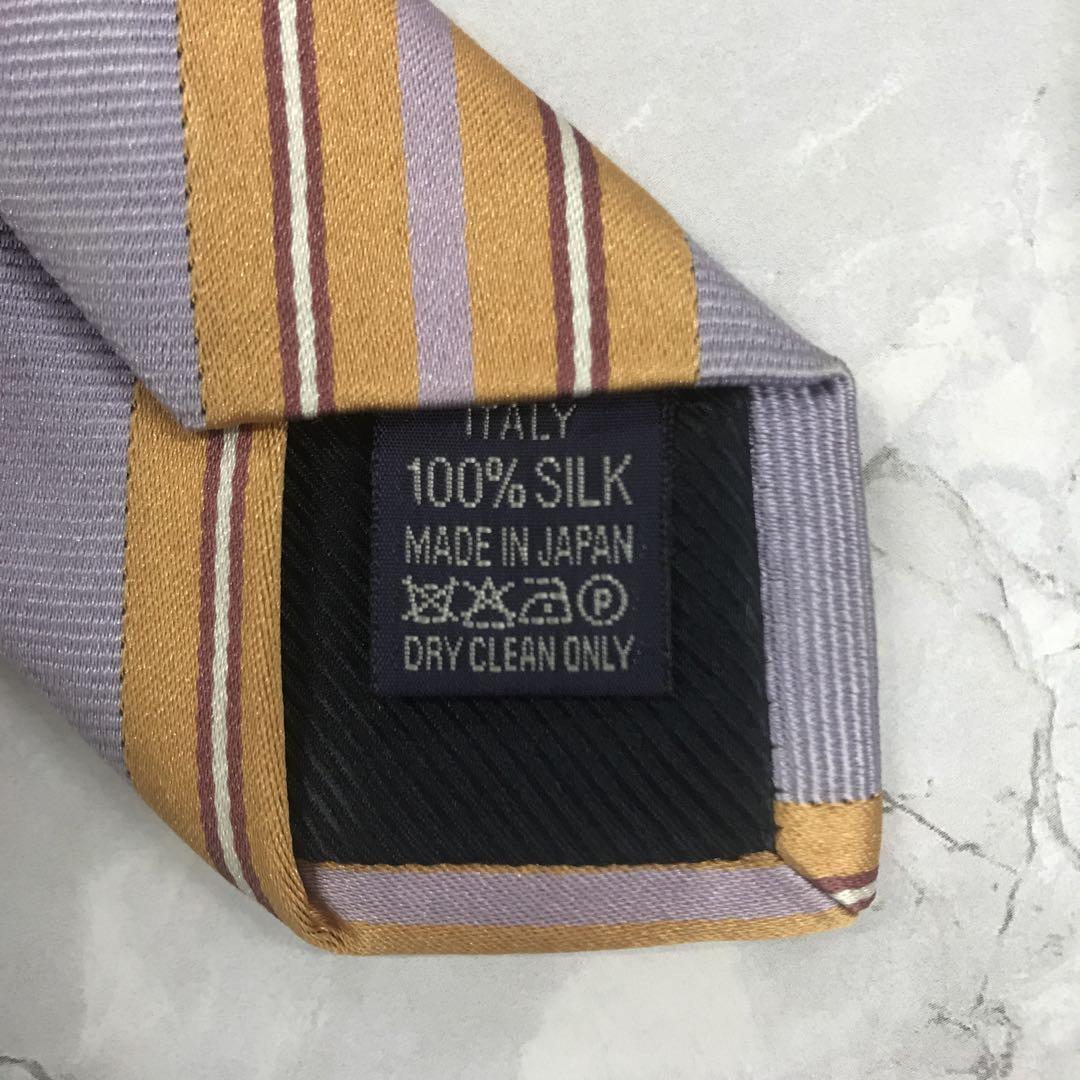 ITALY
100% SILK
MADE IN JAPAN
P
DRY CLEAN ONLY